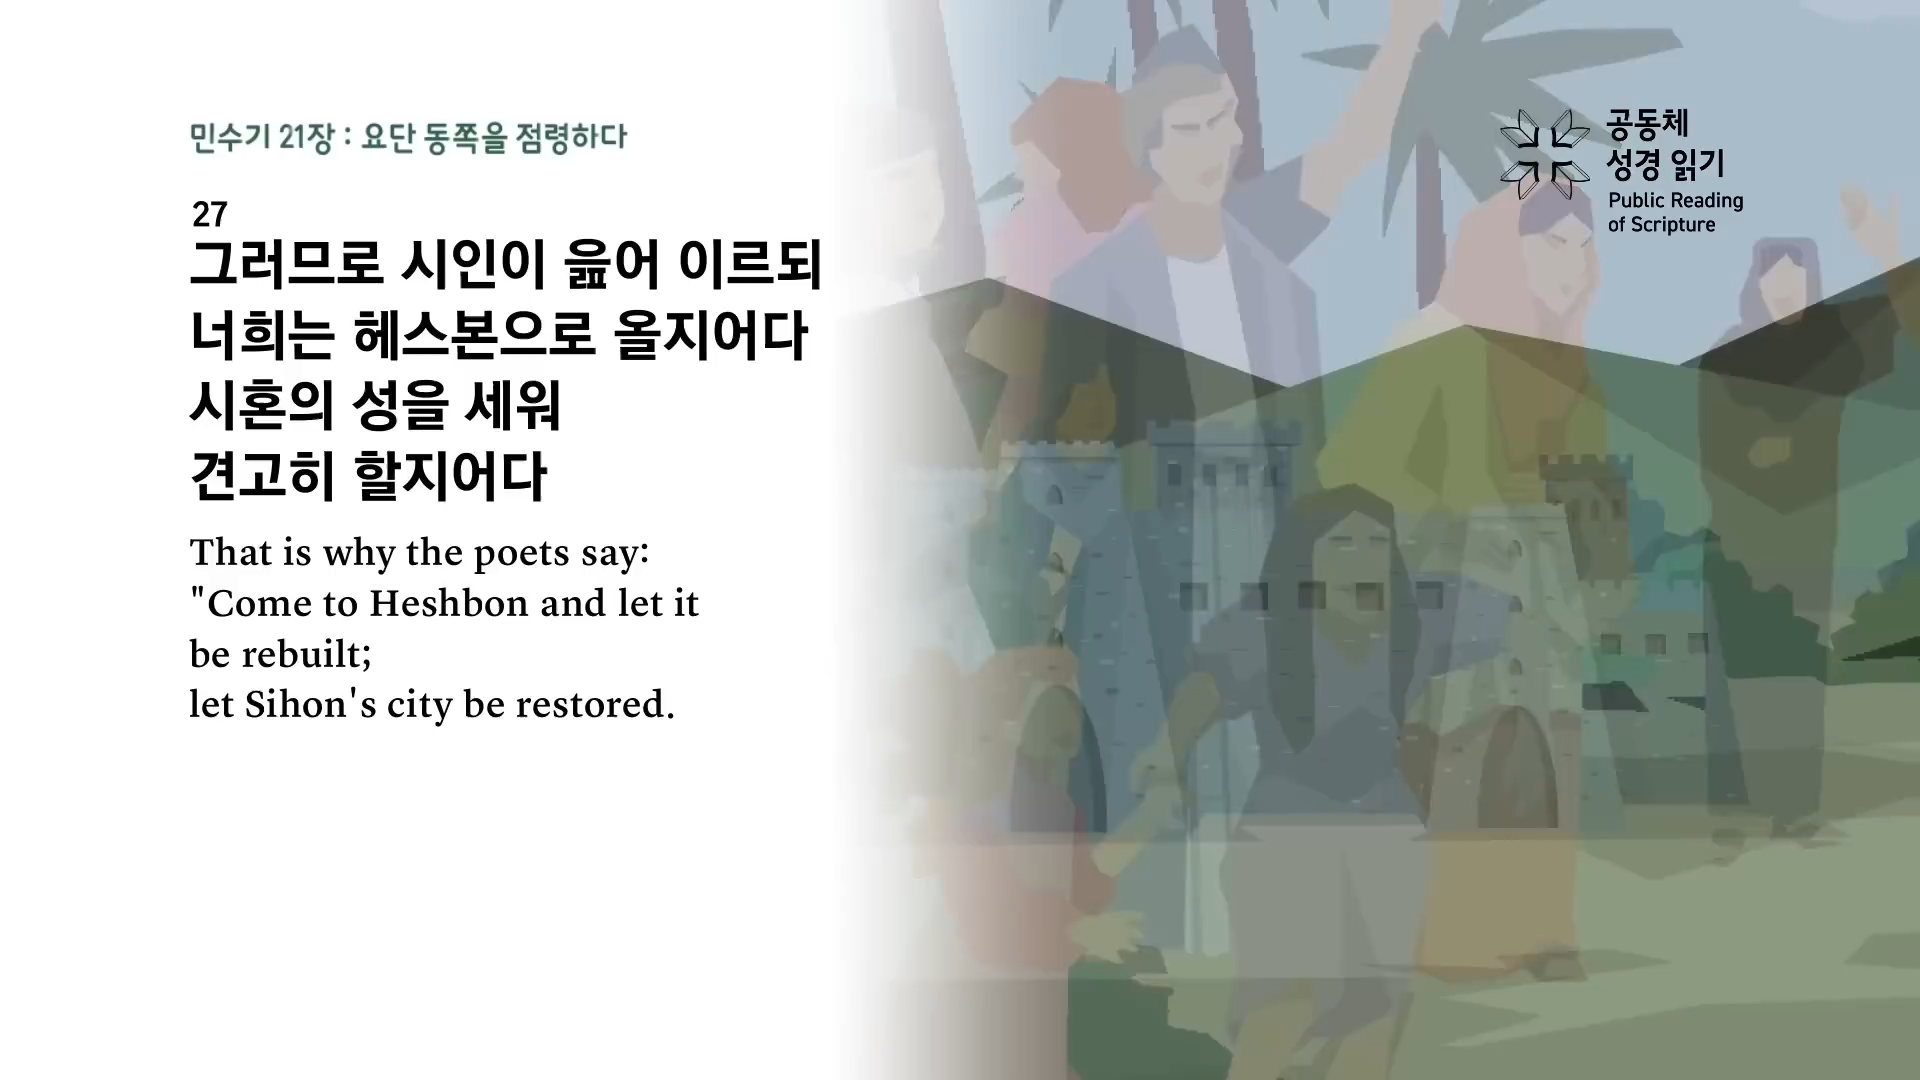 민수기 21장 : 요단 동쪽을 점령하다
27
그러므로 시인이 읊어 이르되
너희는 헤스본으로 올지어다
시혼의 성을 세워
견고히 할지어다
That is why the poets say:
"Come to Heshbon and let it
be rebuilt;
let Sihon's city be restored.
공동체
성경 읽기
Public Reading
of Scripture